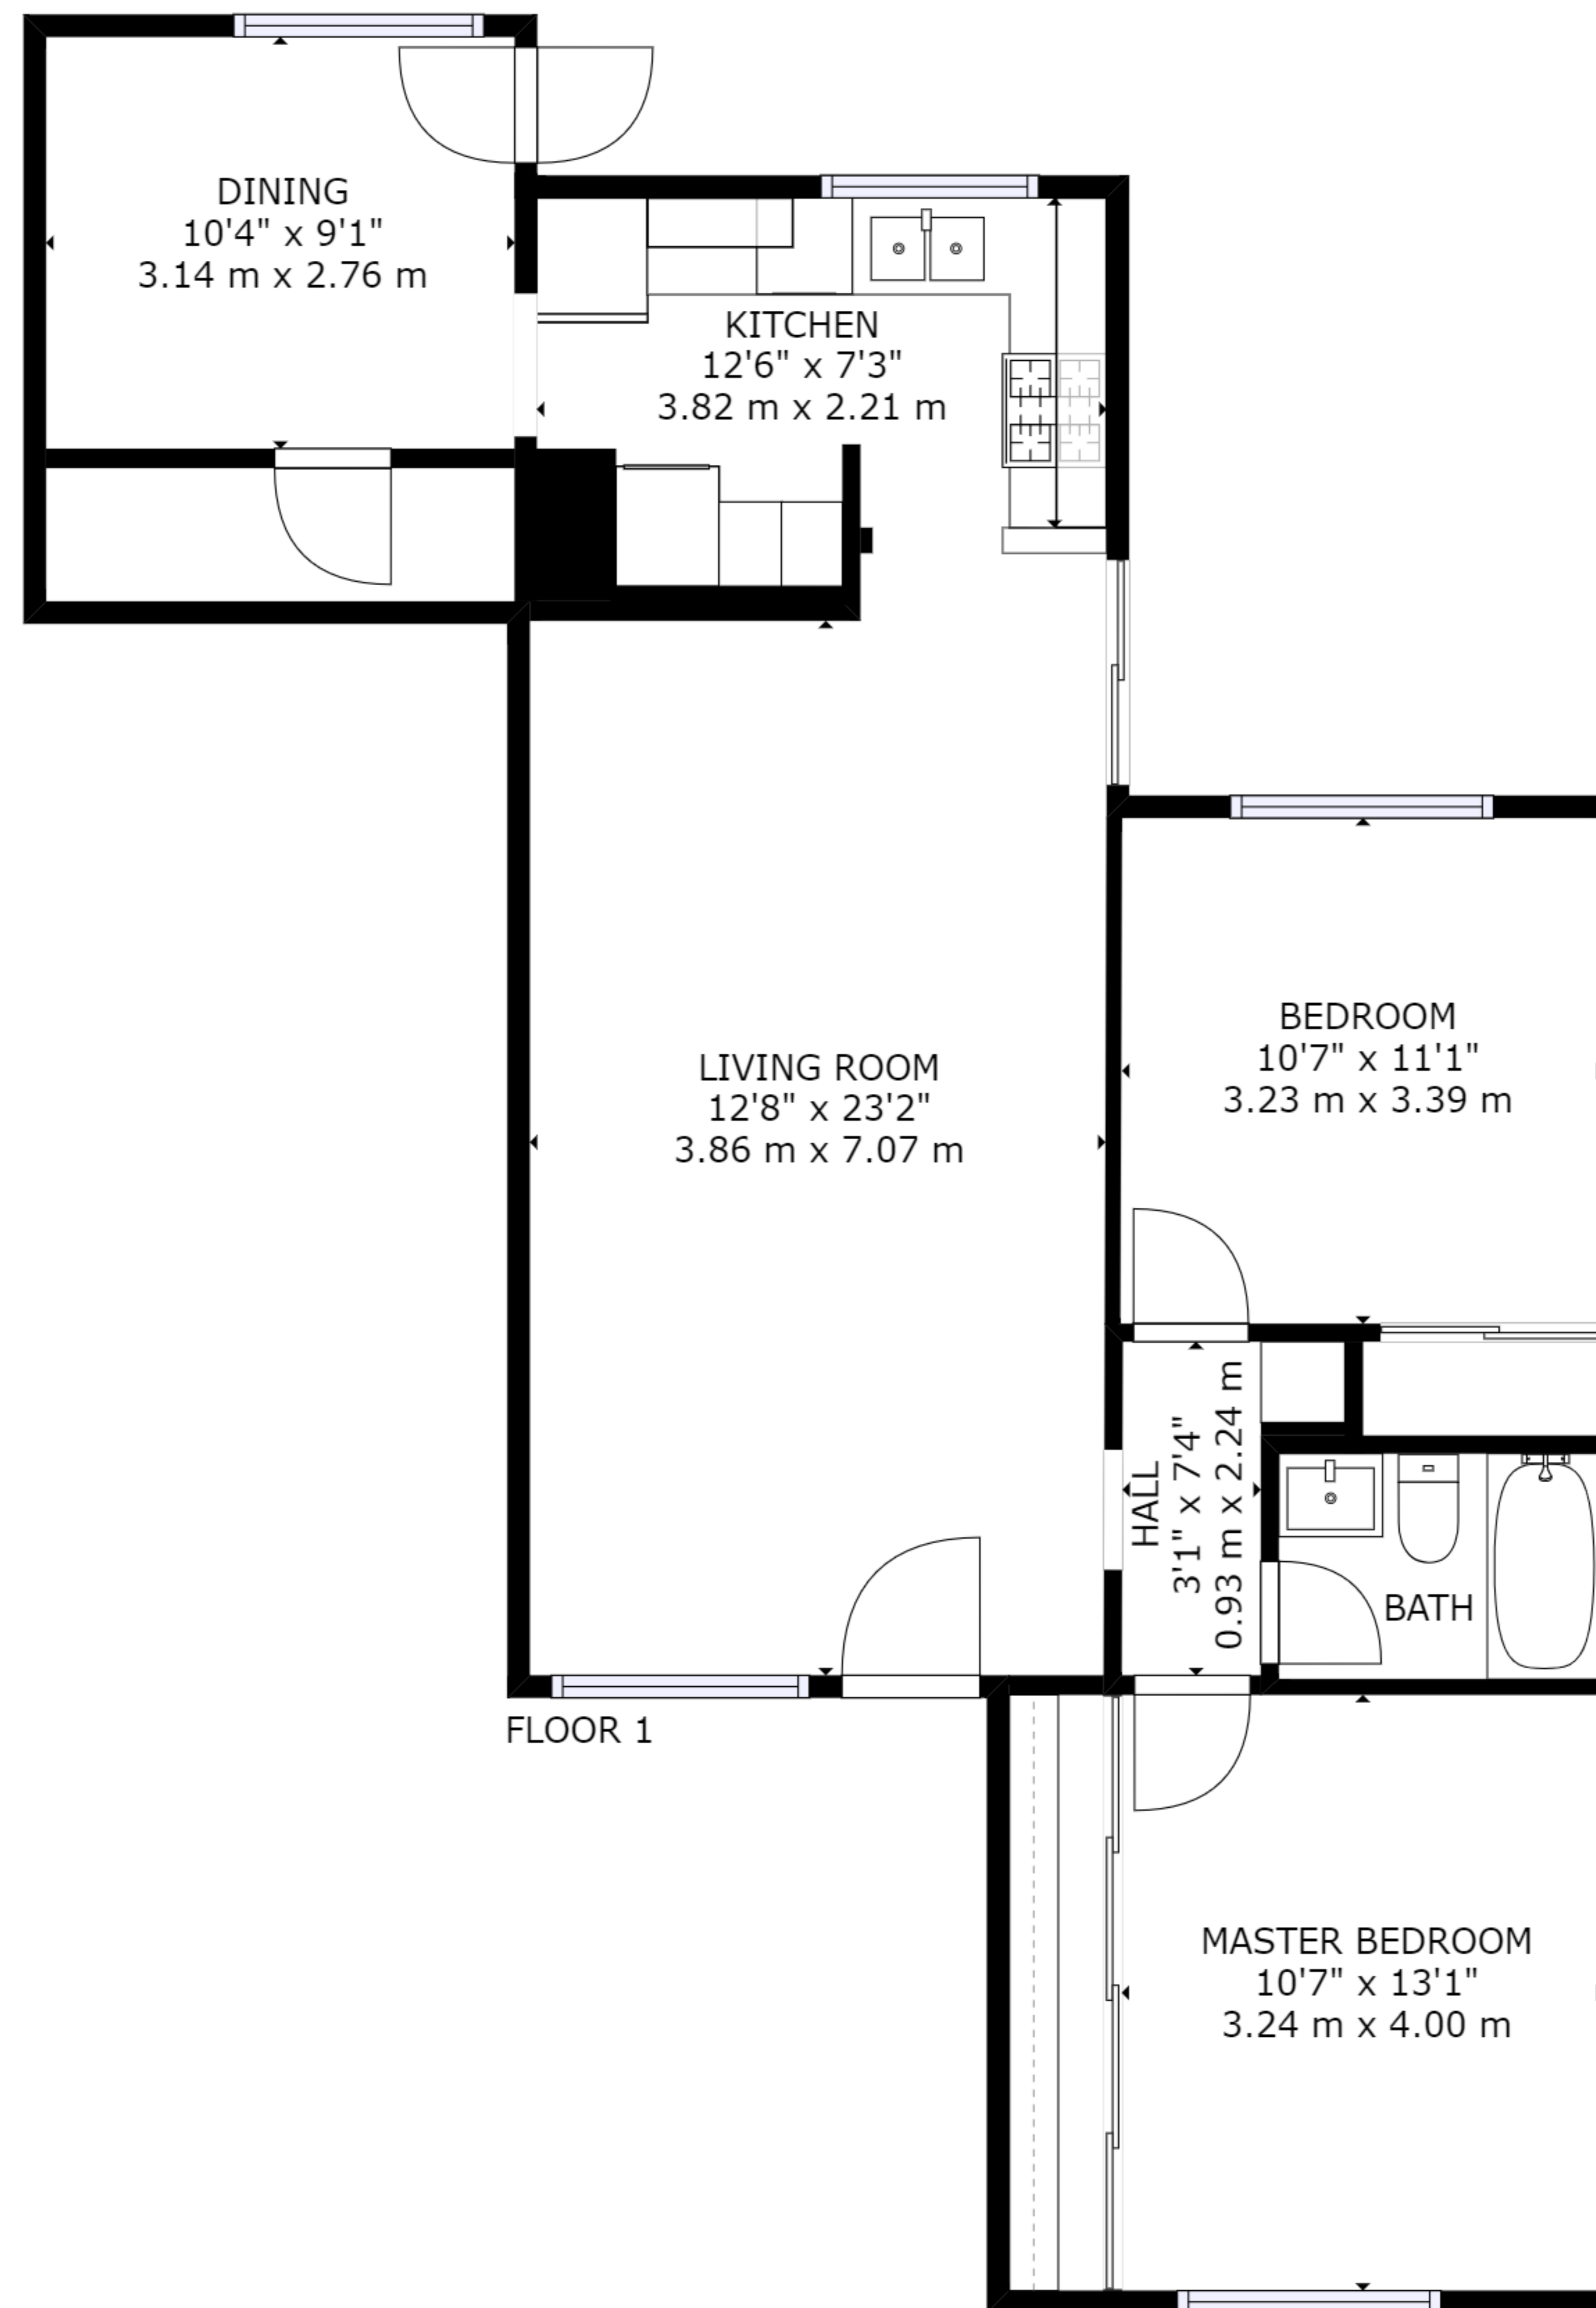 DINING
10'4" x 9'1"
3.14 m x 2.76 m
KITCHEN
12'6" x 7'3"
3.82 m x 2.21 m
BEDROOM
10'7" x 11'1"
3.23 m x 3.39 m
LIVING ROOM
12'8" x 23'2"
3.86 m x 7.07 m
HALL
3'1" x 7'4"
0.93 m x 2.24 m
BATH
FLOOR 1
MASTER BEDROOM
10'7" x 13'1"
3.24 m x 4.00 m